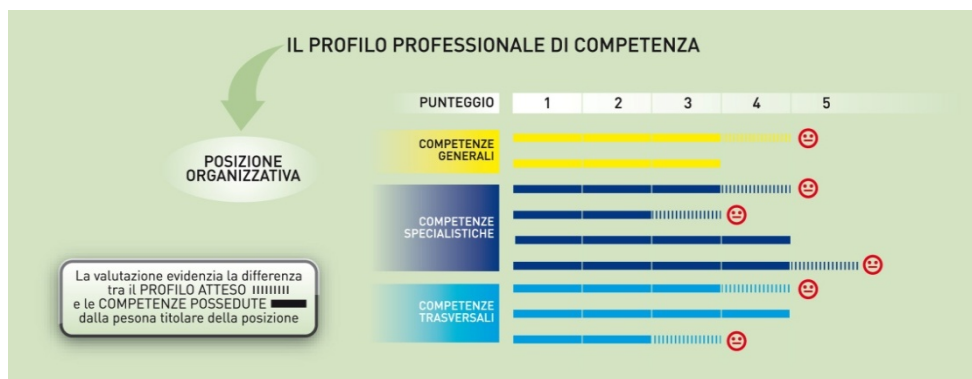 IL PROFILO PROFESSIONALE DI COMPETENZA
PUNTEGGIO 1 2 3 4 5
COMPETENZE
GENERALI
POSIZIONE
ORGANIZZATIVA
COMPETENZE
SPECIALISTICHE
La valutazione evidenzia la differenza
tra il PROFILO ATTESO
e le COMPETENZE POSSEDUTE
dalla pesona titolare della posizione
COMPETENZE
TRASVERSALI